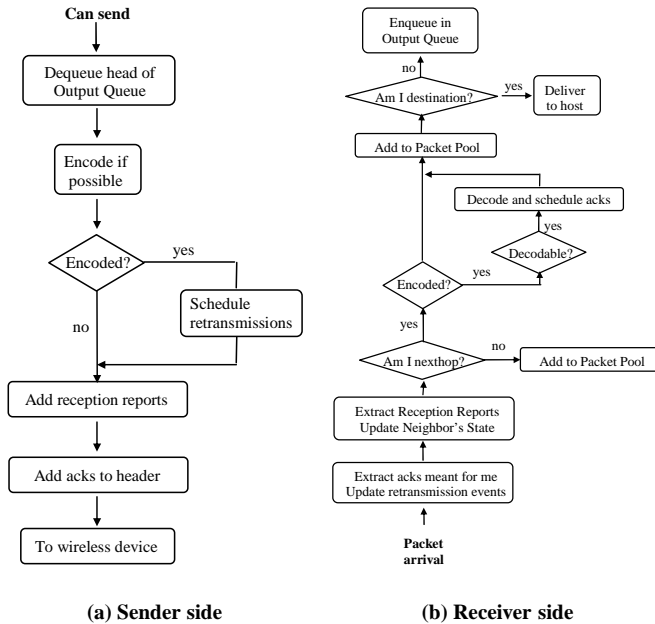 Can send
Dequeue head of
Output Queue
Encode if
possible
Encoded?
yes
no
Schedule
retransmissions
Add reception reports
Add acks to header
To wireless device
(a) Sender side
Enqueue in
Output Queue
no
Am I destination?
yes
Deliver
to host
Add to Packet Pool
Decode and schedule acks
yes
Decodable?
Encoded?
yes
yes
Am I nexthop?
no
Add to Packet Pool
Extract Reception Reports
Update Neighbor's State
Extract acks meant for me
Update retransmission events
Packet
arrival
(b) Receiver side